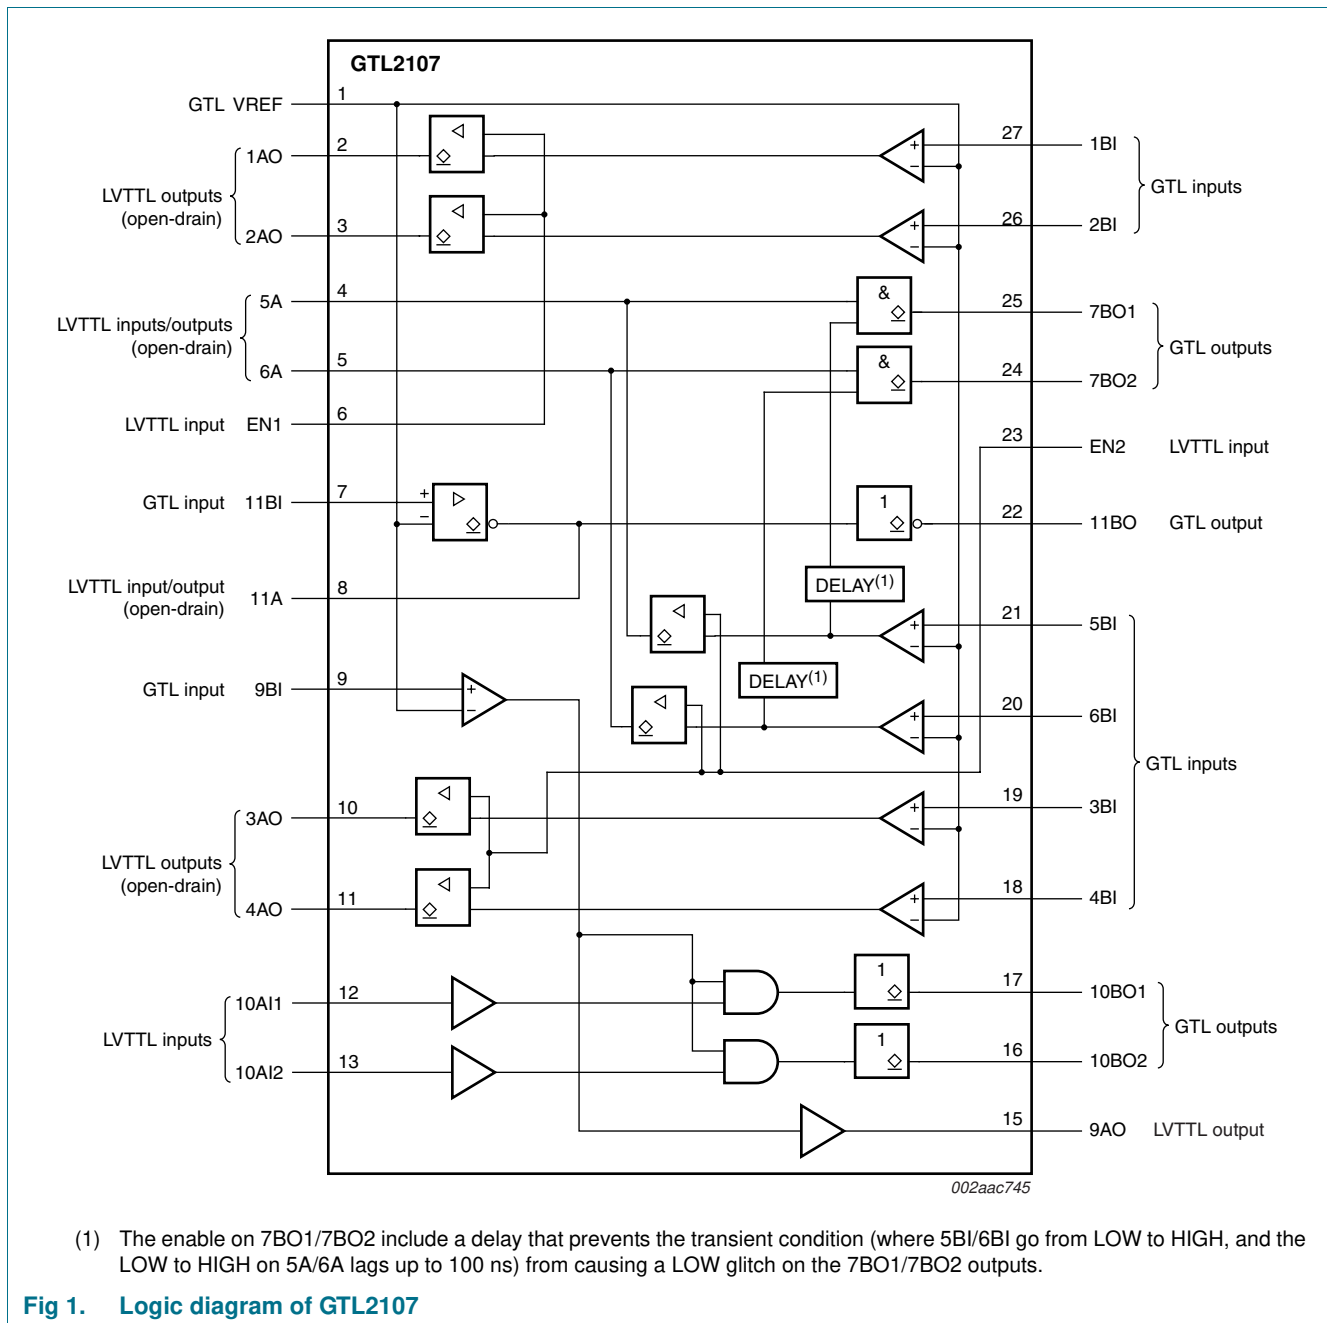 GTL2107
GTL VREF 1
1AO 2
LVTTL outputs
(open-drain)
2AO 3
27 1BI
GTL inputs
26 2BI
+
−
+
−
5A 4
LVTTL inputs/outputs
(open-drain)
6A 5
& 25 7BO1
GTL outputs
& 24 7BO2
LVTTL input EN1 6
23 EN2 LVTTL input
GTL input 11BI 7
+
−
1 22 11BO GTL output
LVTTL input/output
(open-drain)
11A 8
DELAY(1)
+
−
21 5BI
GTL input 9BI 9
+
−
DELAY(1)
+
−
20 6BI
GTL inputs
3AO 10
LVTTL outputs
(open-drain)
4AO 11
+
−
19 3BI
+
−
18 4BI
10AI1 12
LVTTL inputs
10AI2 13
1 17 10BO1
GTL outputs
1 16 10BO2
15 9AO LVTTL output
002aac745
(1) The enable on 7BO1/7BO2 include a delay that prevents the transient condition (where 5BI/6BI go from LOW to HIGH, and the
LOW to HIGH on 5A/6A lags up to 100 ns) from causing a LOW glitch on the 7BO1/7BO2 outputs.
Fig 1. Logic diagram of GTL2107